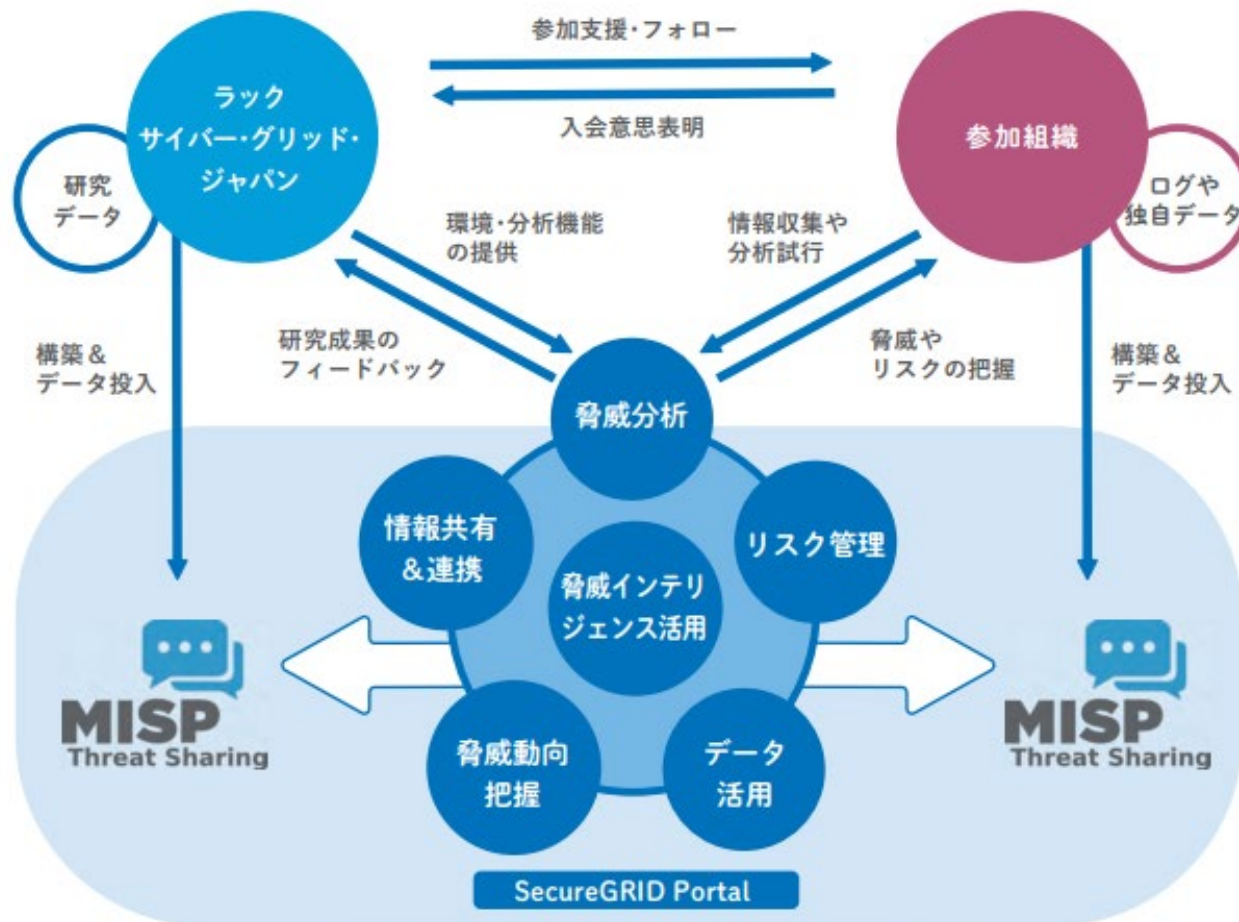 参加支援・フォロー
ラック
サイバー・グリッド・
ジャパン
入会意思表明
参加組織
研究
データ
ログや
独自データ
環境・分析機能
の提供
情報収集や
分析試行
研究成果の
フィードバック
脅威や
リスクの把握
構築&
データ投入
構築&
データ投入
脅威分析
情報共有
&連携
リスク管理
脅威インテリ
ジェンス活用
MISP
Threat Sharing
MISP
Threat Sharing
脅威動向
把握
データ
活用
SecureGRID Portal